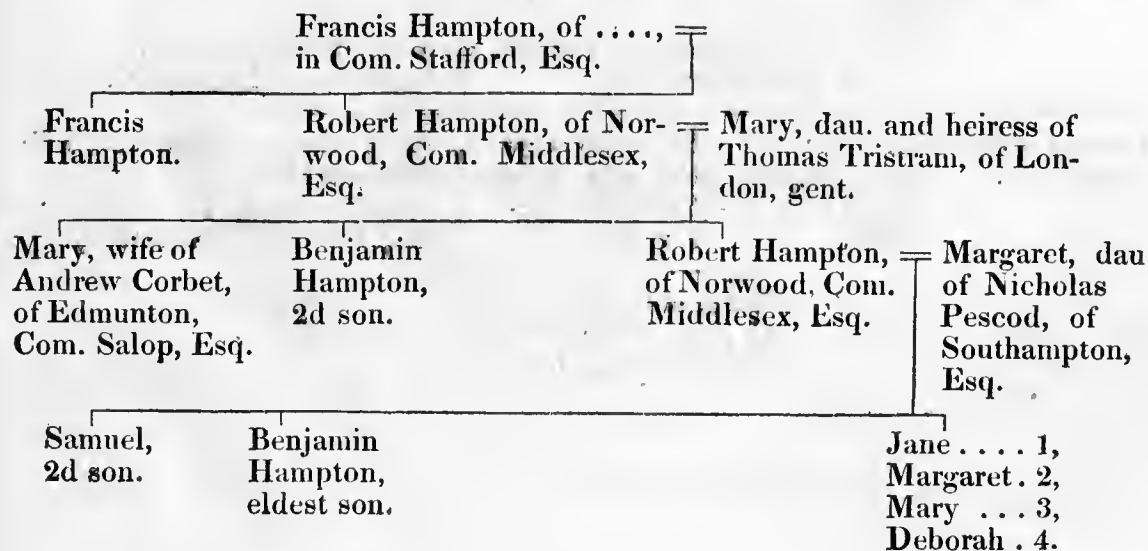 Francis Hampton, of ....,
in Com. Stafford, Esq.
Francis
Hampton.
Robert Hampton, of Nor-
wood, Com. Middlesex,
Esq.
Mary, dau. and heiress of
Thomas Tristram, of Lon-
don, gent.
Mary, wife of
Andrew Corbet,
of Edmunton,
Com. Salop, Esq.
Benjamin
Hampton,
2d son.
Robert Hampton,
of Norwood, Com.
Middlesex, Esq.
Margaret, dau
of Nicholas
Pescod, of
Southampton,
Esq.
Samuel,
2d son.
Benjamin
Hampton,
eldest son.
Jane .... 1,
Margaret . 2,
Mary ... 3,
Deborah . 4.